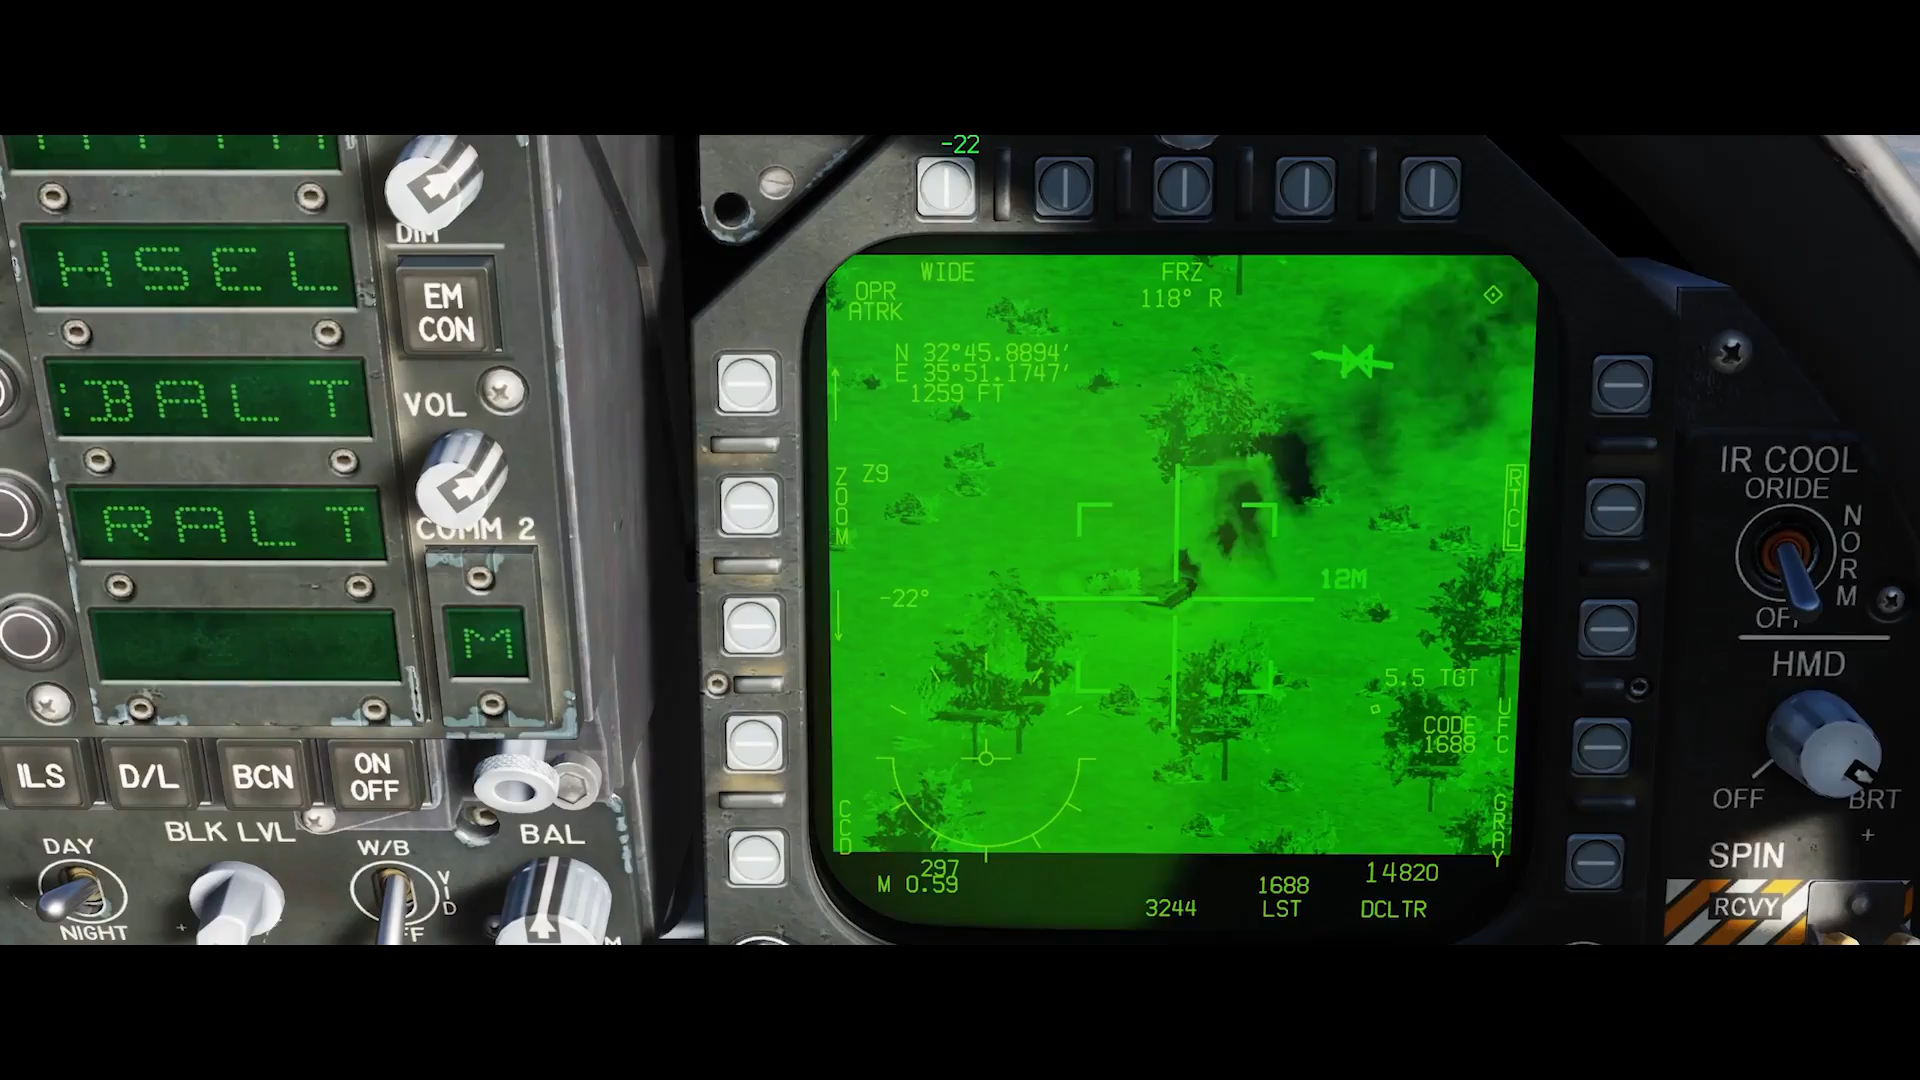 HSEL
:BALT
RALT
DIM
EM
CON
VOL
COMM 2
M
ILS
D/L
BCN
ON
OFF
BLK LVL
BAL
DAY
NIGHT
W/B
VID
-22
WIDE
FRZ
OPR
ATRK
118° R
N 32°45.8894'
E 35°51.1747'
1259 FT
ZOOM
Z9
RTCL
12M
-22°
5.5 TGT
CODE
1688
UFC
CCD
GRAY
297
M 0.59
14820
1688
3244
LST
DCLTR
IR COOL
ORIDE
NORM
HMD
OFF
BRT
+
SPIN
RCVY